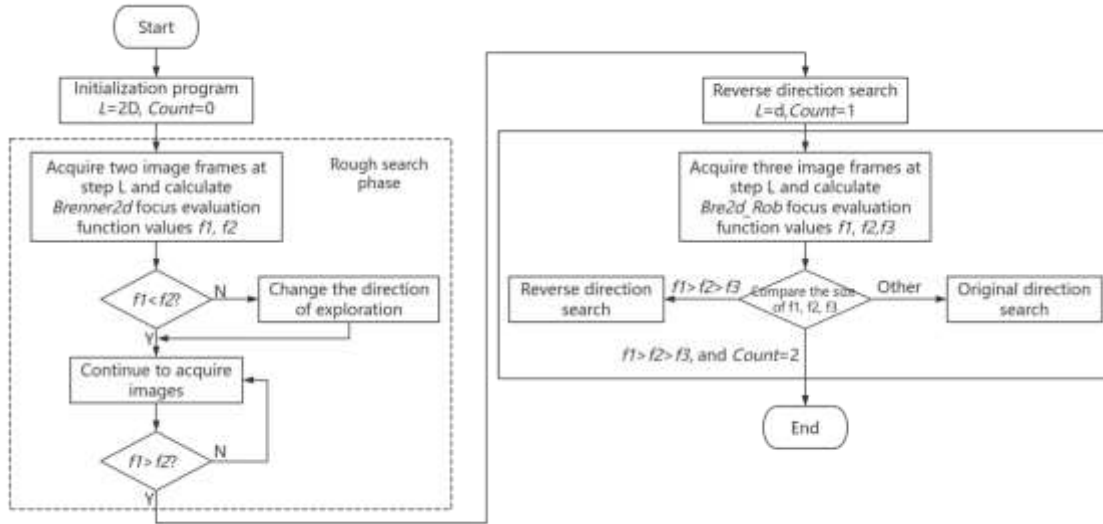 Start
Initialization program
L=2D, Count=0
Rough search
phase
Acquire two image frames at
step L and calculate
Brenner2d focus evaluation
function values f1, f2
f1<f2?
N
Change the direction
of exploration
Y
Continue to acquire
images
f1>f2?
N
Y
Reverse direction search
L=d,Count=1
Acquire three image frames at
step L and calculate
Bre2d_Rob focus evaluation
function values f1, f2,f3
Reverse direction
search
f1>f2>f3
Compare the size
of f1, f2, f3
Other
Original direction
search
f1>f2>f3, and Count=2
End